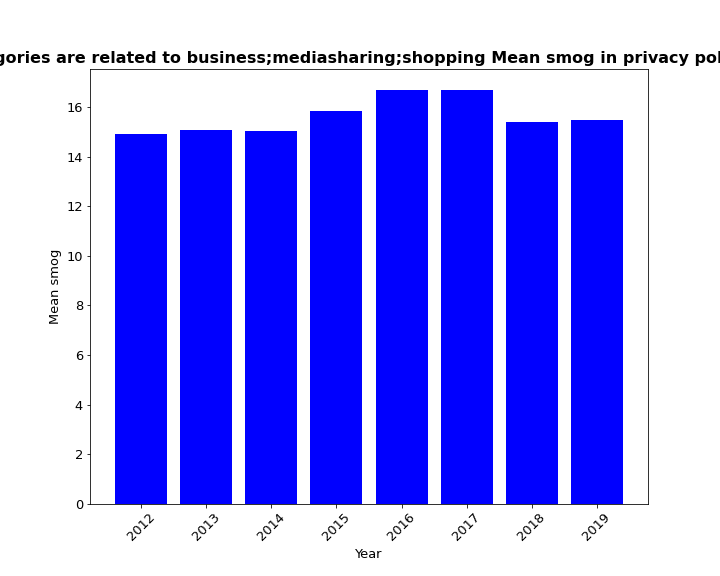 gories are related to business;mediasharing;shopping Mean smog in privacy pol
16
14
12
10
8
6
4
2
0
Mean smog
2012 2013 2014 2015 2016 2017 2018 2019
Year